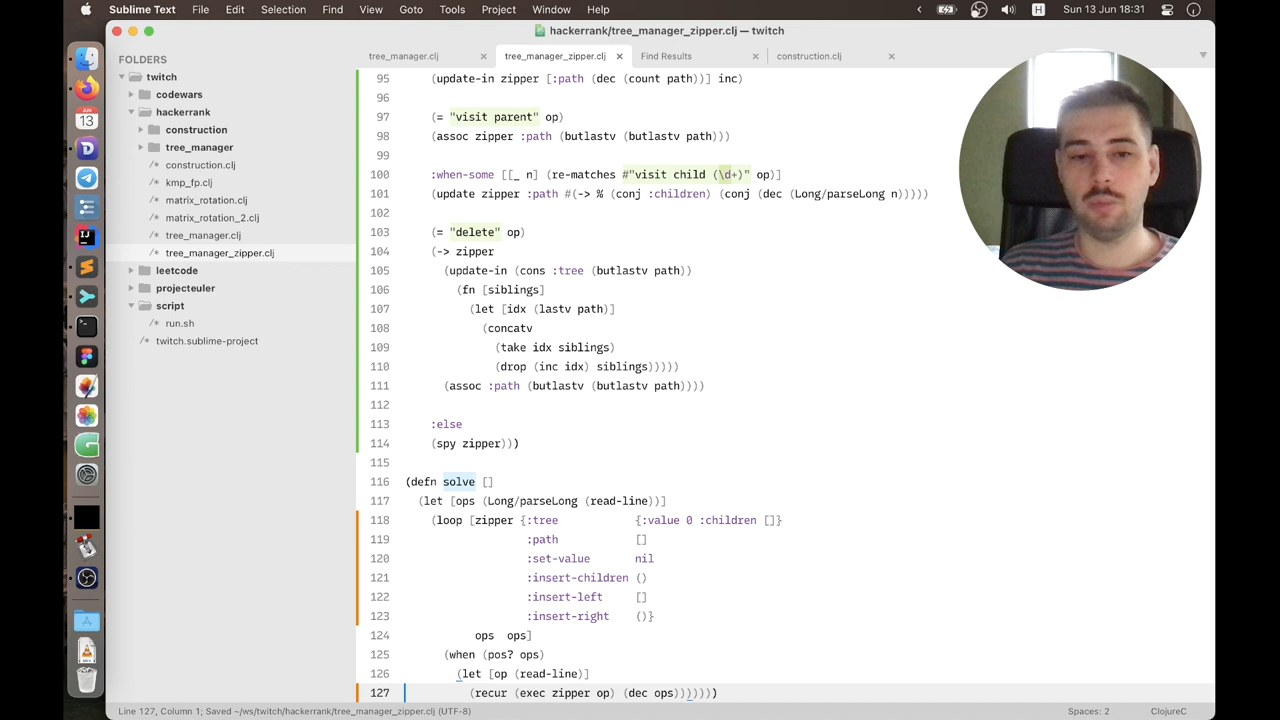 Sublime Text File Edit Selection Find View Goto Tools Project Window Help
H Sun 13 Jun 18:31
hackerrank/tree_manager_zipper.clj — twitch
FOLDERS
twitch
codewars
hackerrank
construction
tree_manager
/* construction.clj
/* kmp_fp.clj
/* matrix_rotation.clj
/* matrix_rotation_2.clj
/* tree_manager.clj
/* tree_manager_zipper.clj
leetcode
projecteuler
script
/* run.sh
/* twitch.sublime-project
JUN
13
tree_manager.clj × tree_manager_zipper.clj × Find Results × construction.clj ×
95 (update-in zipper [:path (dec (count path))] inc)
96
97 (= "visit parent" op)
98 (assoc zipper :path (butlastv (butlastv path)))
99
100 :when-some [[_ n] (re-matches #"visit child (\d+)" op)]
101 (update zipper :path #(-> % (conj :children) (conj (dec (Long/parseLong n)))))
102
103 (= "delete" op)
104 (-> zipper
105 (update-in (cons :tree (butlastv path))
106 (fn [siblings]
107 (let [idx (lastv path)]
108 (concatv
109 (take idx siblings)
110 (drop (inc idx) siblings)))))
111 (assoc :path (butlastv (butlastv path))))
112
113 :else
114 (spy zipper)))
115
116 (defn solve []
117 (let [ops (Long/parseLong (read-line))]
118 (loop [zipper {:tree {:value 0 :children []}
119 :path []
120 :set-value nil
121 :insert-children ()
122 :insert-left []
123 :insert-right ()}
124 ops ops]
125 (when (pos? ops)
126 (let [op (read-line)]
127 (recur (exec zipper op) (dec ops))))))
Line 127, Column 1; Saved ~/ws/twitch/hackerrank/tree_manager_zipper.clj (UTF-8) Spaces: 2 ClojureC